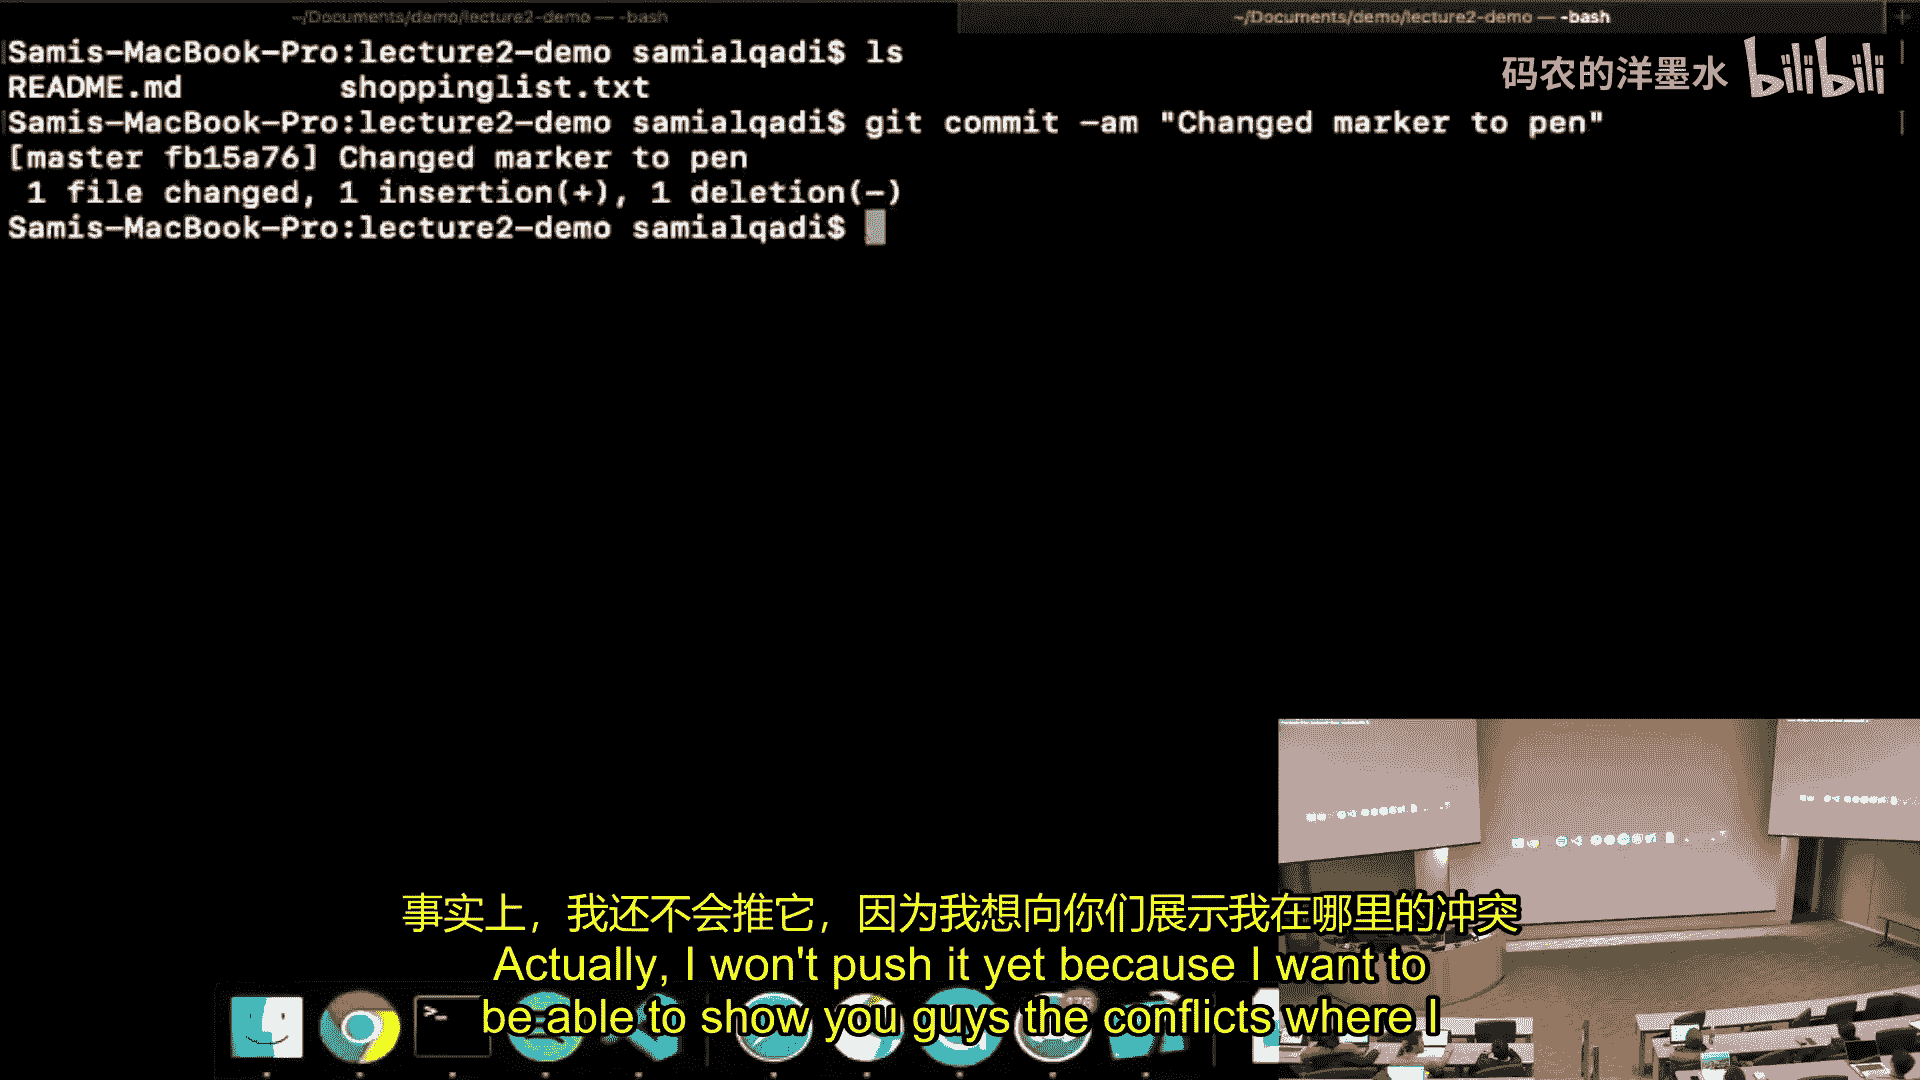 ~/Documents/demo/lecture2-demo — -bash
~/Documents/demo/lecture2-demo — -bash
Samis-MacBook-Pro:lecture2-demo samialqadi$ ls
README.md shoppinglist.txt
Samis-MacBook-Pro:lecture2-demo samialqadi$ git commit -am "Changed marker to pen"
[master fb15a76] Changed marker to pen
1 file changed, 1 insertion(+), 1 deletion(-)
Samis-MacBook-Pro:lecture2-demo samialqadi$
码农的洋墨水 bilibili
事实上，我还不会推它，因为我想向你们展示我在哪里的冲突
Actually, I won't push it yet because I want to
be able to show you guys the conflicts where I